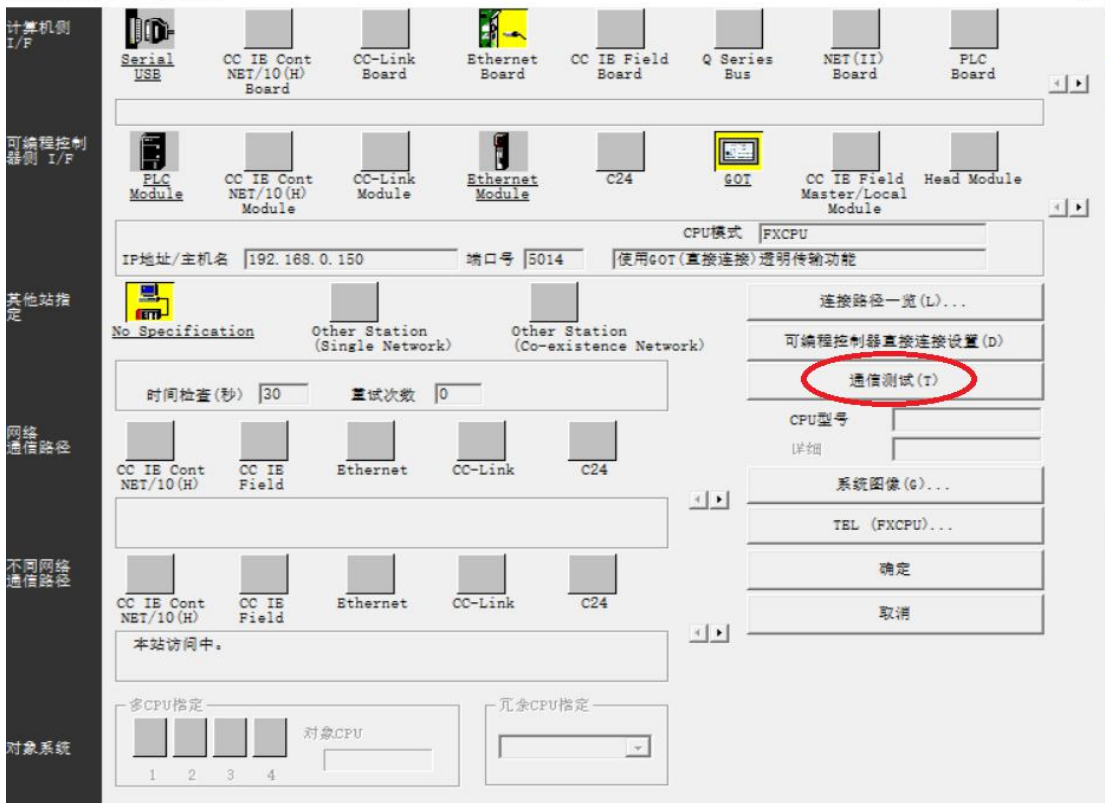 计算机侧
I/F
Serial
USB
CC IE Cont
NET/10(H)
Board
CC-Link
Board
Ethernet
Board
CC IE Field
Board
Q Series
Bus
NET(II)
Board
PLC
Board
可编程控制
器侧 I/F
PLC
Module
CC IE Cont
NET/10(H)
Module
CC-Link
Module
Ethernet
Module
C24
GOT
CC IE Field
Master/Local
Module
Head Module
CPU模式 FXCPU
IP地址/主机名 192.168.0.150 端口号 5014 使用GOT(直接连接)透明传输功能
其他站指
定
No Specification
Other Station
(Single Network)
Other Station
(Co-existence Network)
连接路径一览(L)...
可编程控制器直接连接设置(D)
通信测试(T)
时间检查(秒) 30 重试次数 0
CPU型号
详细
网络
通信路径
CC IE Cont
NET/10(H)
CC IE
Field
Ethernet
CC-Link
C24
系统图像(G)...
TEL (FXCPU)...
不同网络
通信路径
CC IE Cont
NET/10(H)
CC IE
Field
Ethernet
CC-Link
C24
确定
取消
本站访问中。
对象系统
多CPU指定
1 2 3 4
对象CPU
冗余CPU指定